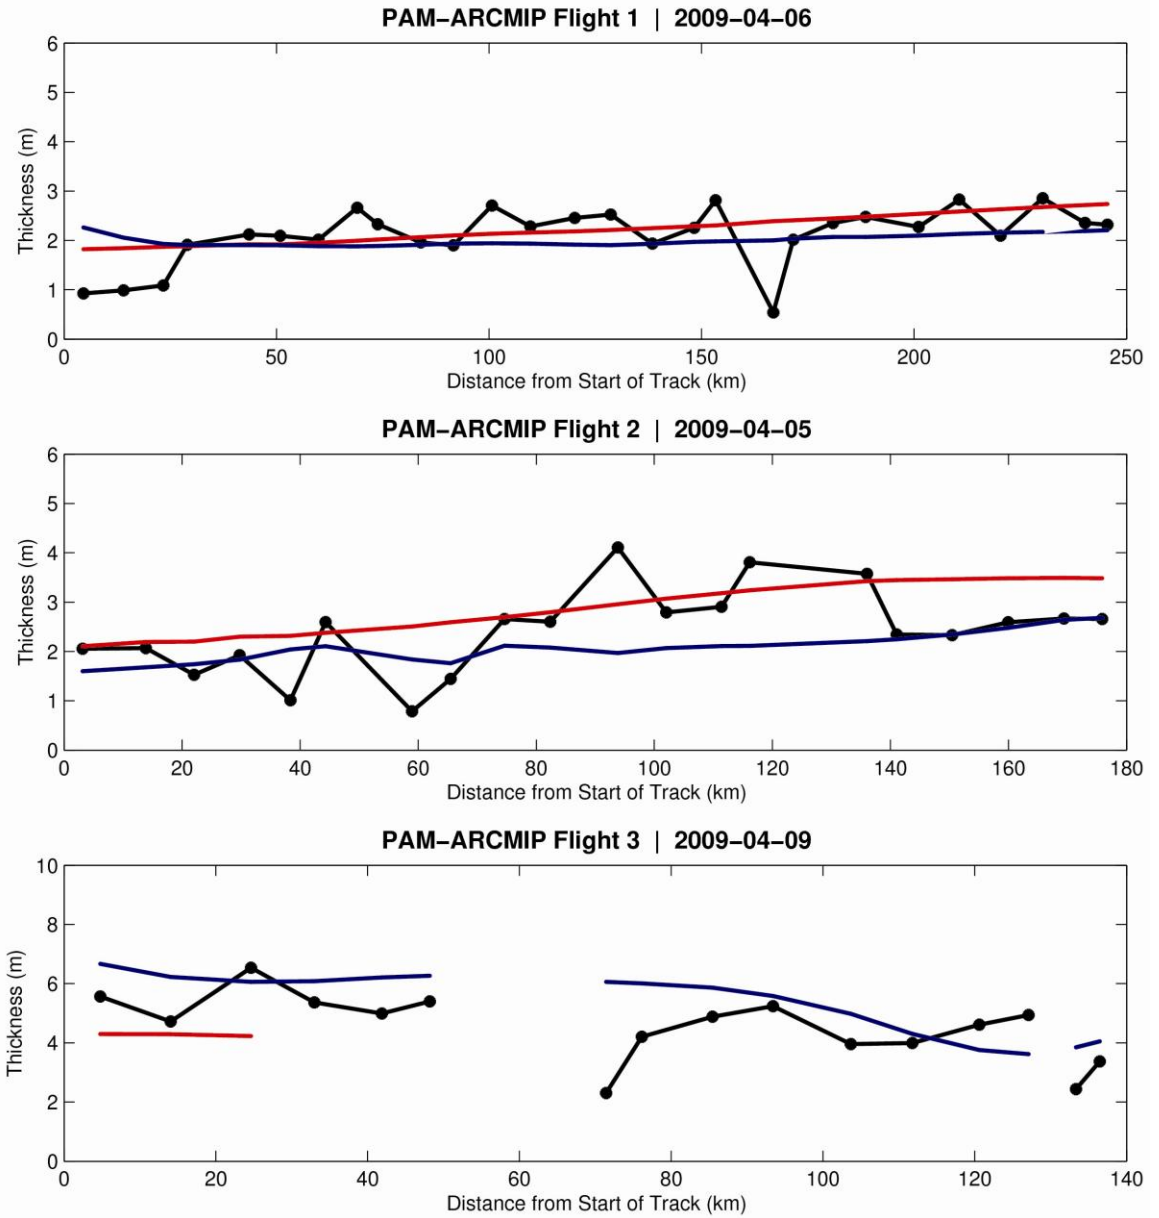 PAM−ARCMIP Flight 1 | 2009−04−06
6
5
4
3
2
1
0
Thickness (m)
0 50 100 150 200 250
Distance from Start of Track (km)
PAM−ARCMIP Flight 2 | 2009−04−05
6
5
4
3
2
1
0
Thickness (m)
0 20 40 60 80 100 120 140 160 180
Distance from Start of Track (km)
PAM−ARCMIP Flight 3 | 2009−04−09
10
8
6
4
2
0
Thickness (m)
0 20 40 60 80 100 120 140
Distance from Start of Track (km)